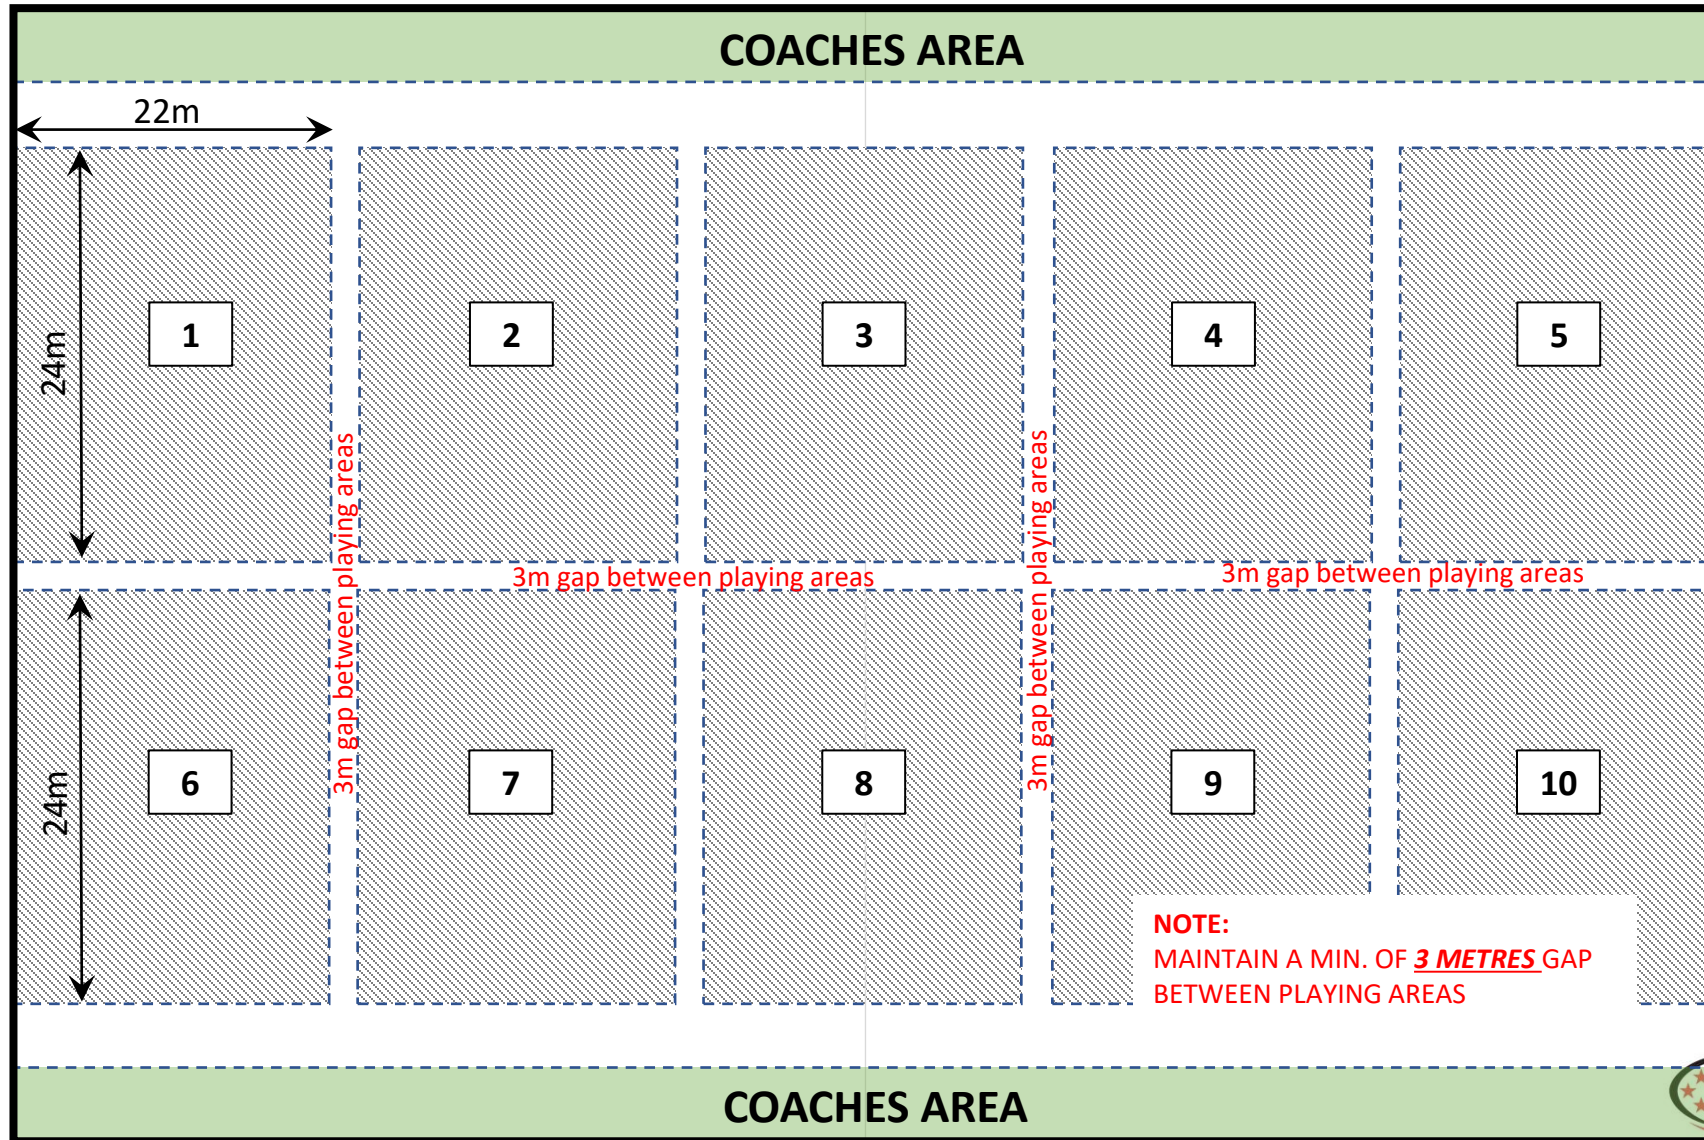 COACHES AREA
22m
24m
1
2
3
4
5
3m gap between playing areas
3m gap between playing areas
3m gap between playing areas
3m gap between playing areas
24m
6
7
8
9
10
NOTE:
MAINTAIN A MIN. OF 3 METRES GAP
BETWEEN PLAYING AREAS
COACHES AREA